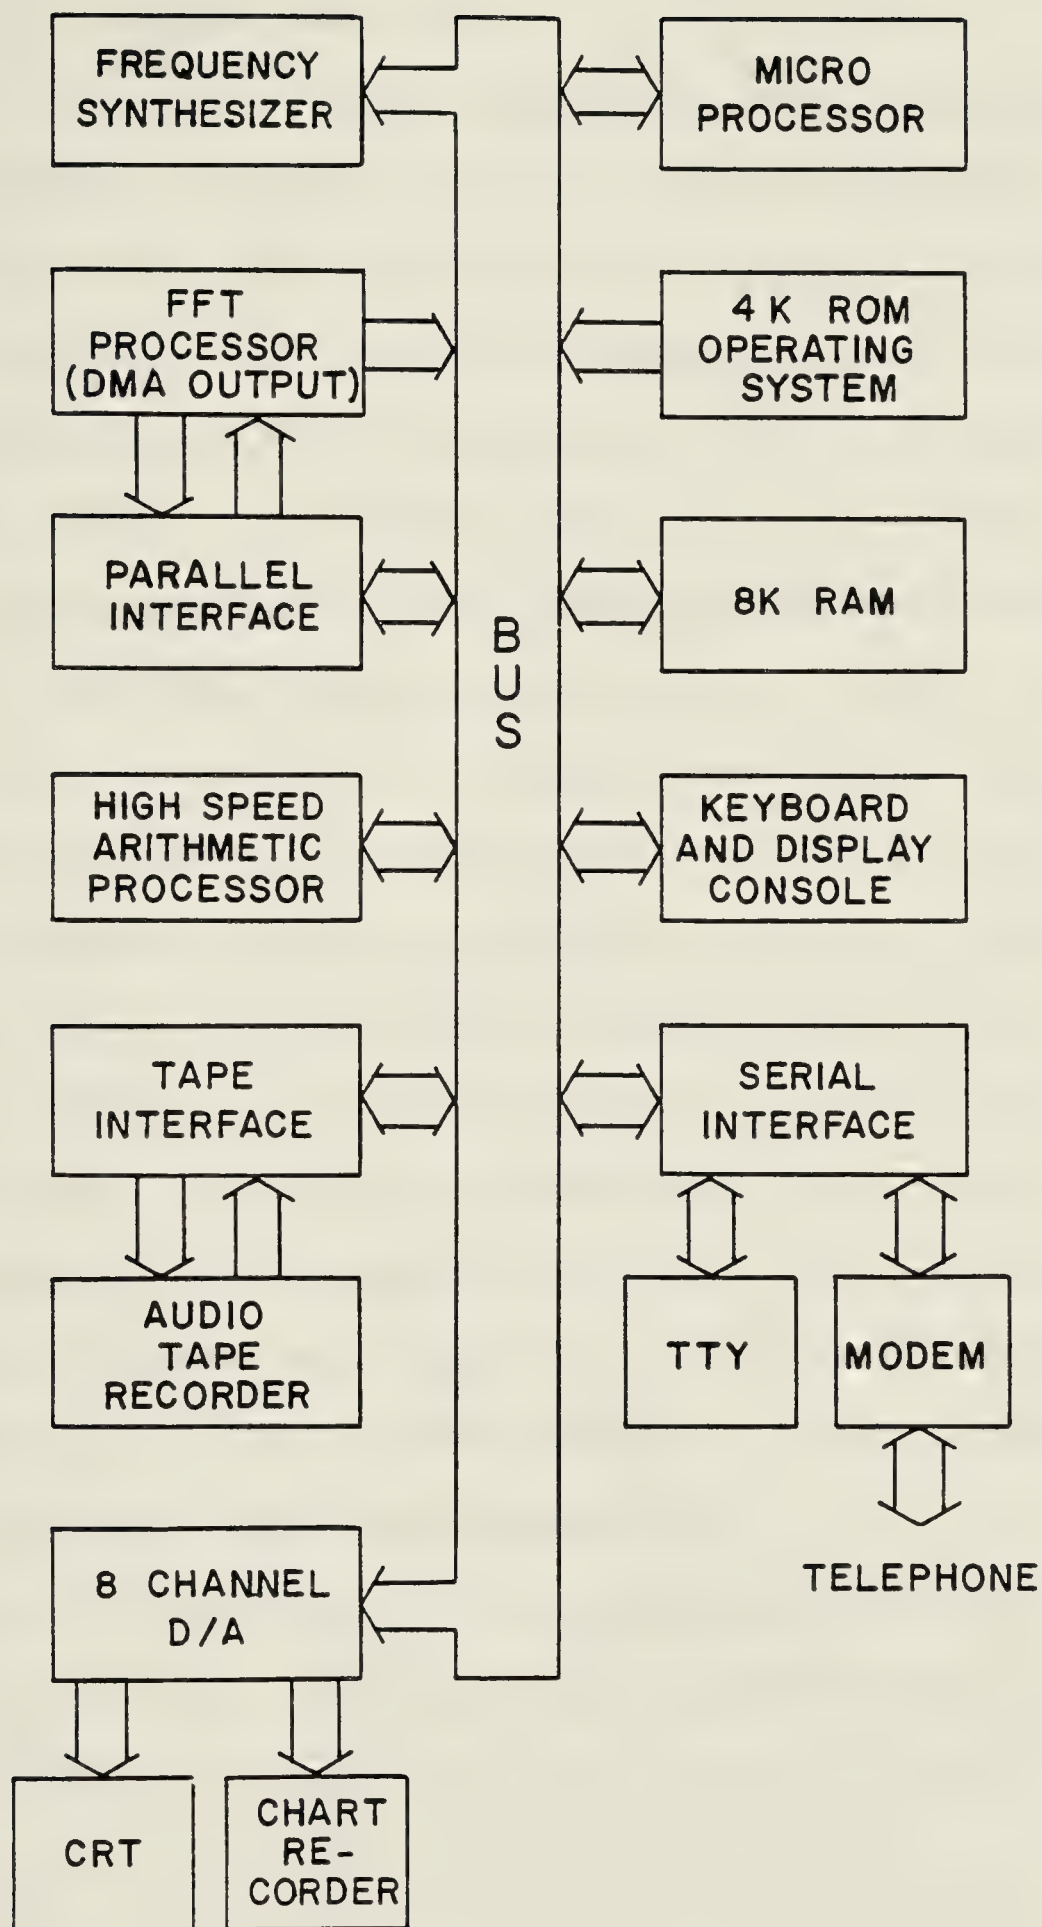 FREQUENCY
SYNTHESIZER
MICRO
PROCESSOR
FFT
PROCESSOR
(DMA OUTPUT)
4K ROM
OPERATING
SYSTEM
PARALLEL
INTERFACE
8K RAM
BUS
HIGH SPEED
ARITHMETIC
PROCESSOR
KEYBOARD
AND DISPLAY
CONSOLE
TAPE
INTERFACE
SERIAL
INTERFACE
AUDIO
TAPE
RECORDER
TTY
MODEM
TELEPHONE
8 CHANNEL
D/A
CRT
CHART
RE-
CORDER